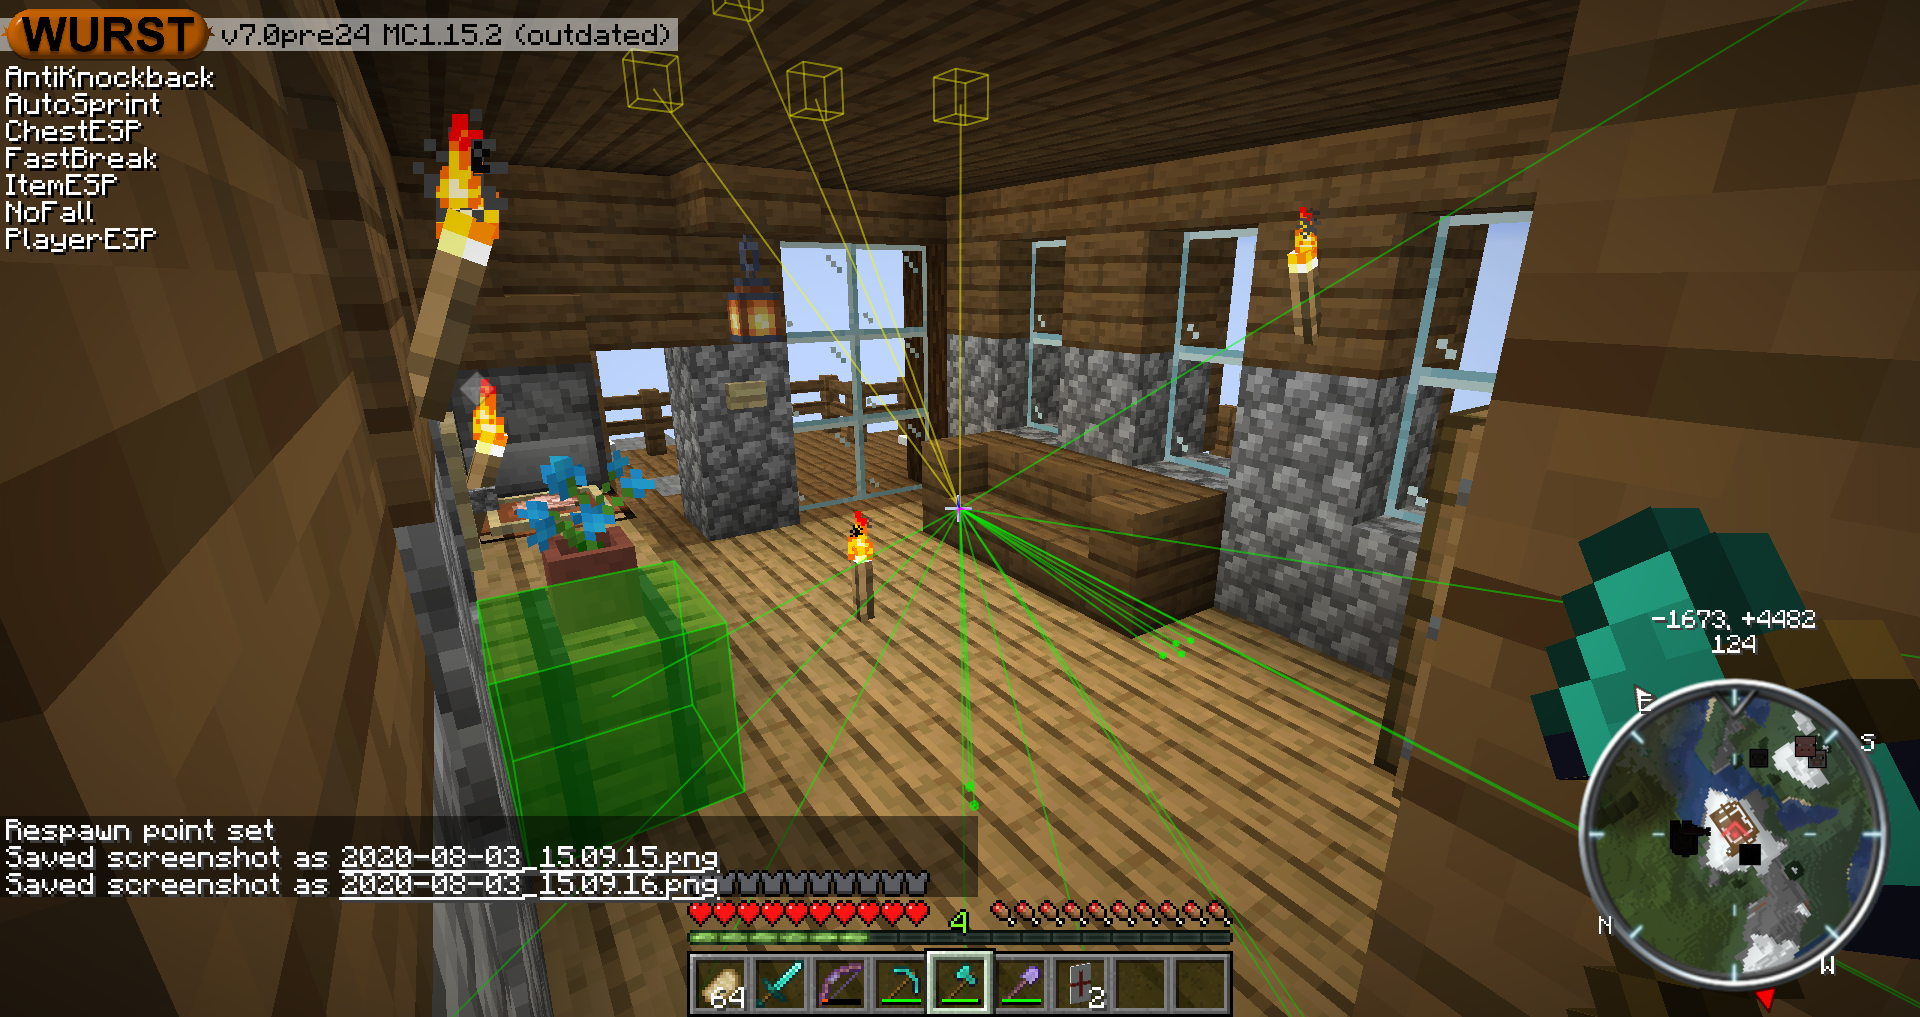 WURST v7.0pre24 MC1.15.2 (outdated)
AntiKnockback
AutoSprint
ChestESP
FastBreak
ItemESP
NoFall
PlayerESP
-1673, +4482
124
E
S
N
W
Respawn point set
Saved screenshot as 2020-08-03_15.09.15.png
Saved screenshot as 2020-08-03_15.09.16.png
4
64
2